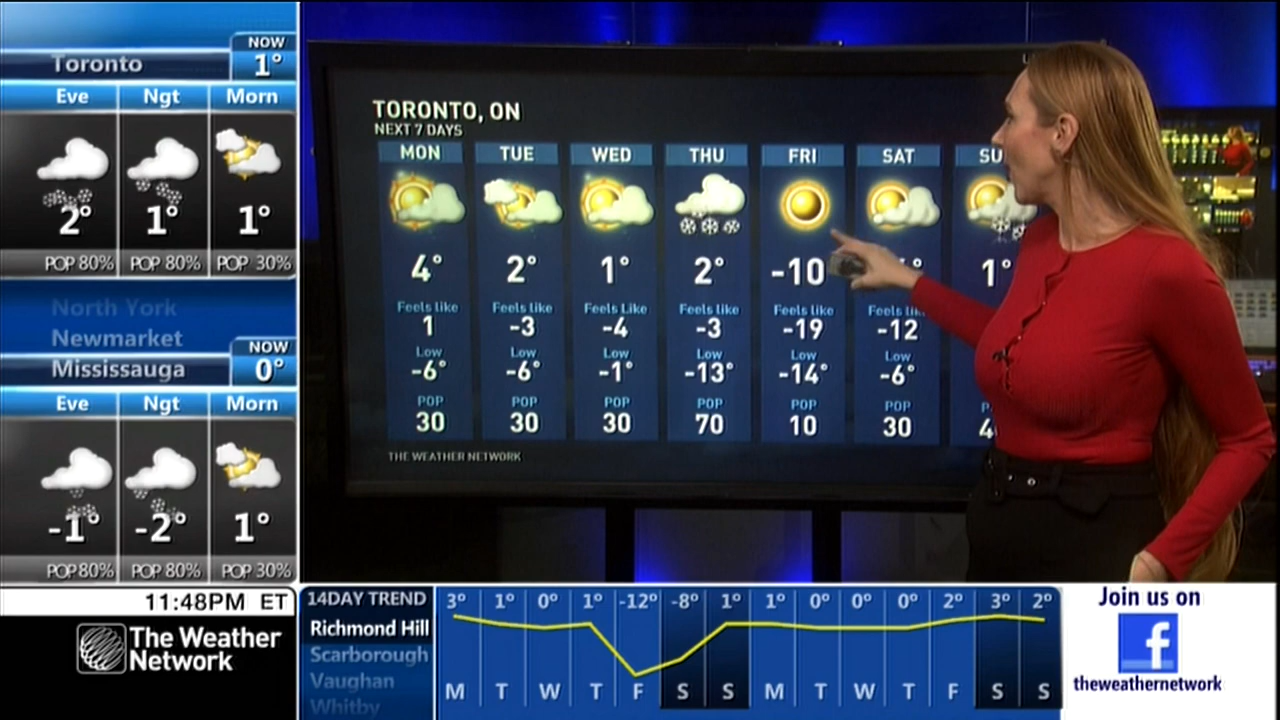 NOW
Toronto 1°
Eve Ngt Morn
2° 1° 1°
POP 80% POP 80% POP 30%
North York
Newmarket
NOW
Mississauga 0°
Eve Ngt Morn
-1° -2° 1°
POP 80% POP 80% POP 30%
11:48PM ET
The Weather
Network
TORONTO, ON
NEXT 7 DAYS
MON TUE WED THU FRI SAT SU
4° 2° 1° 2° -10 1°
Feels like Feels like Feels Like Feels like Feels like Feels lik
1 -3 -4 -3 -19 -12
Low Low Low Low Low Low
-6° -6° -1° -13° -14° -6°
POP POP POP POP POP POP P
30 30 30 70 10 30 4
THE WEATHER NETWORK
14DAY TREND
Richmond Hill
Scarborough
Vaughan
Whitby
3° 1° 0° 1° -12° -8° 1° 1° 0° 0° 0° 2° 3° 2°
M T W T F S S M T W T F S S
Join us on
f
theweathernetwork